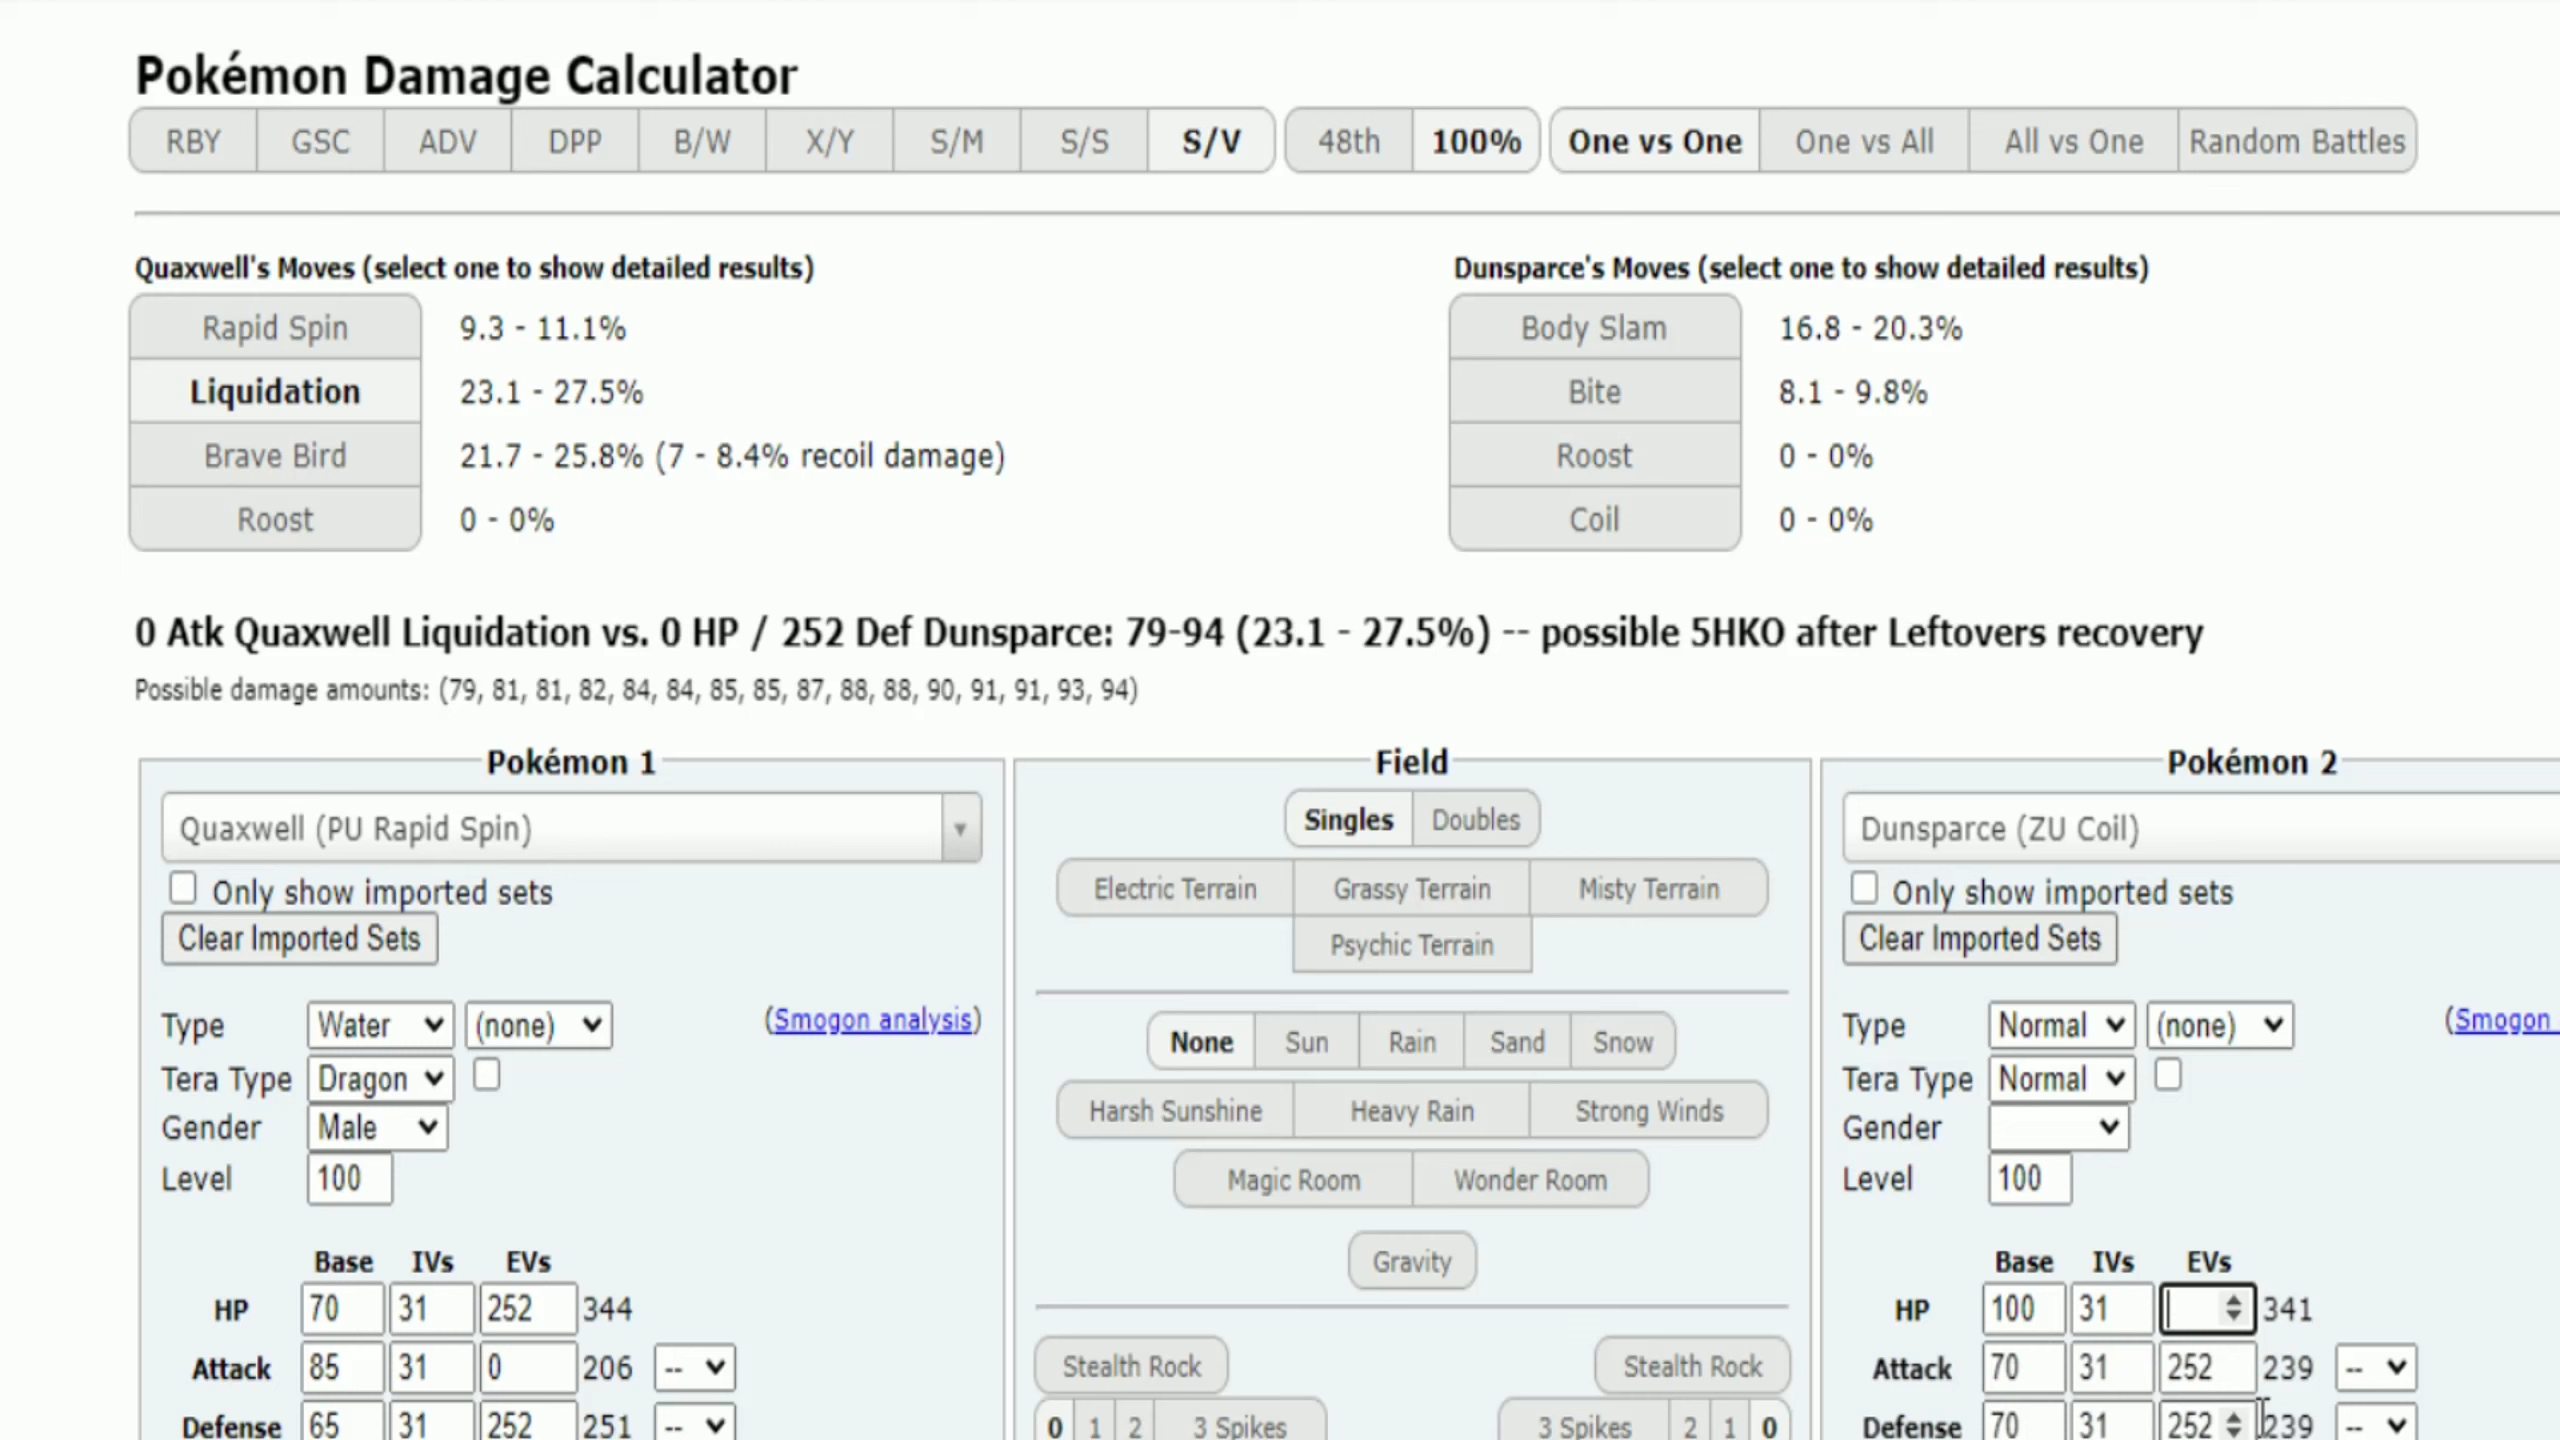 Pokémon Damage Calculator
RBY GSC ADV DPP B/W X/Y S/M S/S S/V 48th 100% One vs One One vs All All vs One Random Battles
Quaxwell's Moves (select one to show detailed results)
Rapid Spin 9.3 - 11.1%
Liquidation 23.1 - 27.5%
Brave Bird 21.7 - 25.8% (7 - 8.4% recoil damage)
Roost 0 - 0%
Dunsparce's Moves (select one to show detailed results)
Body Slam 16.8 - 20.3%
Bite 8.1 - 9.8%
Roost 0 - 0%
Coil 0 - 0%
0 Atk Quaxwell Liquidation vs. 0 HP / 252 Def Dunsparce: 79-94 (23.1 - 27.5%) -- possible 5HKO after Leftovers recovery
Possible damage amounts: (79, 81, 81, 82, 84, 84, 85, 85, 87, 88, 88, 90, 91, 91, 93, 94)
Pokémon 1
Quaxwell (PU Rapid Spin)
Only show imported sets
Clear Imported Sets
Type Water (none) (Smogon analysis)
Tera Type Dragon
Gender Male
Level 100
Base IVs EVs
HP 70 31 252 344
Attack 85 31 0 206 --
Defense 65 31 252 251 --
Field
Singles Doubles
Electric Terrain Grassy Terrain Misty Terrain
Psychic Terrain
None Sun Rain Sand Snow
Harsh Sunshine Heavy Rain Strong Winds
Magic Room Wonder Room
Gravity
Stealth Rock Stealth Rock
0 1 2 3 Spikes 3 Spikes 2 1 0
Pokémon 2
Dunsparce (ZU Coil)
Only show imported sets
Clear Imported Sets
Type Normal (none) (Smogon
Tera Type Normal
Gender
Level 100
Base IVs EVs
HP 100 31 341
Attack 70 31 252 239 --
Defense 70 31 252 239 --